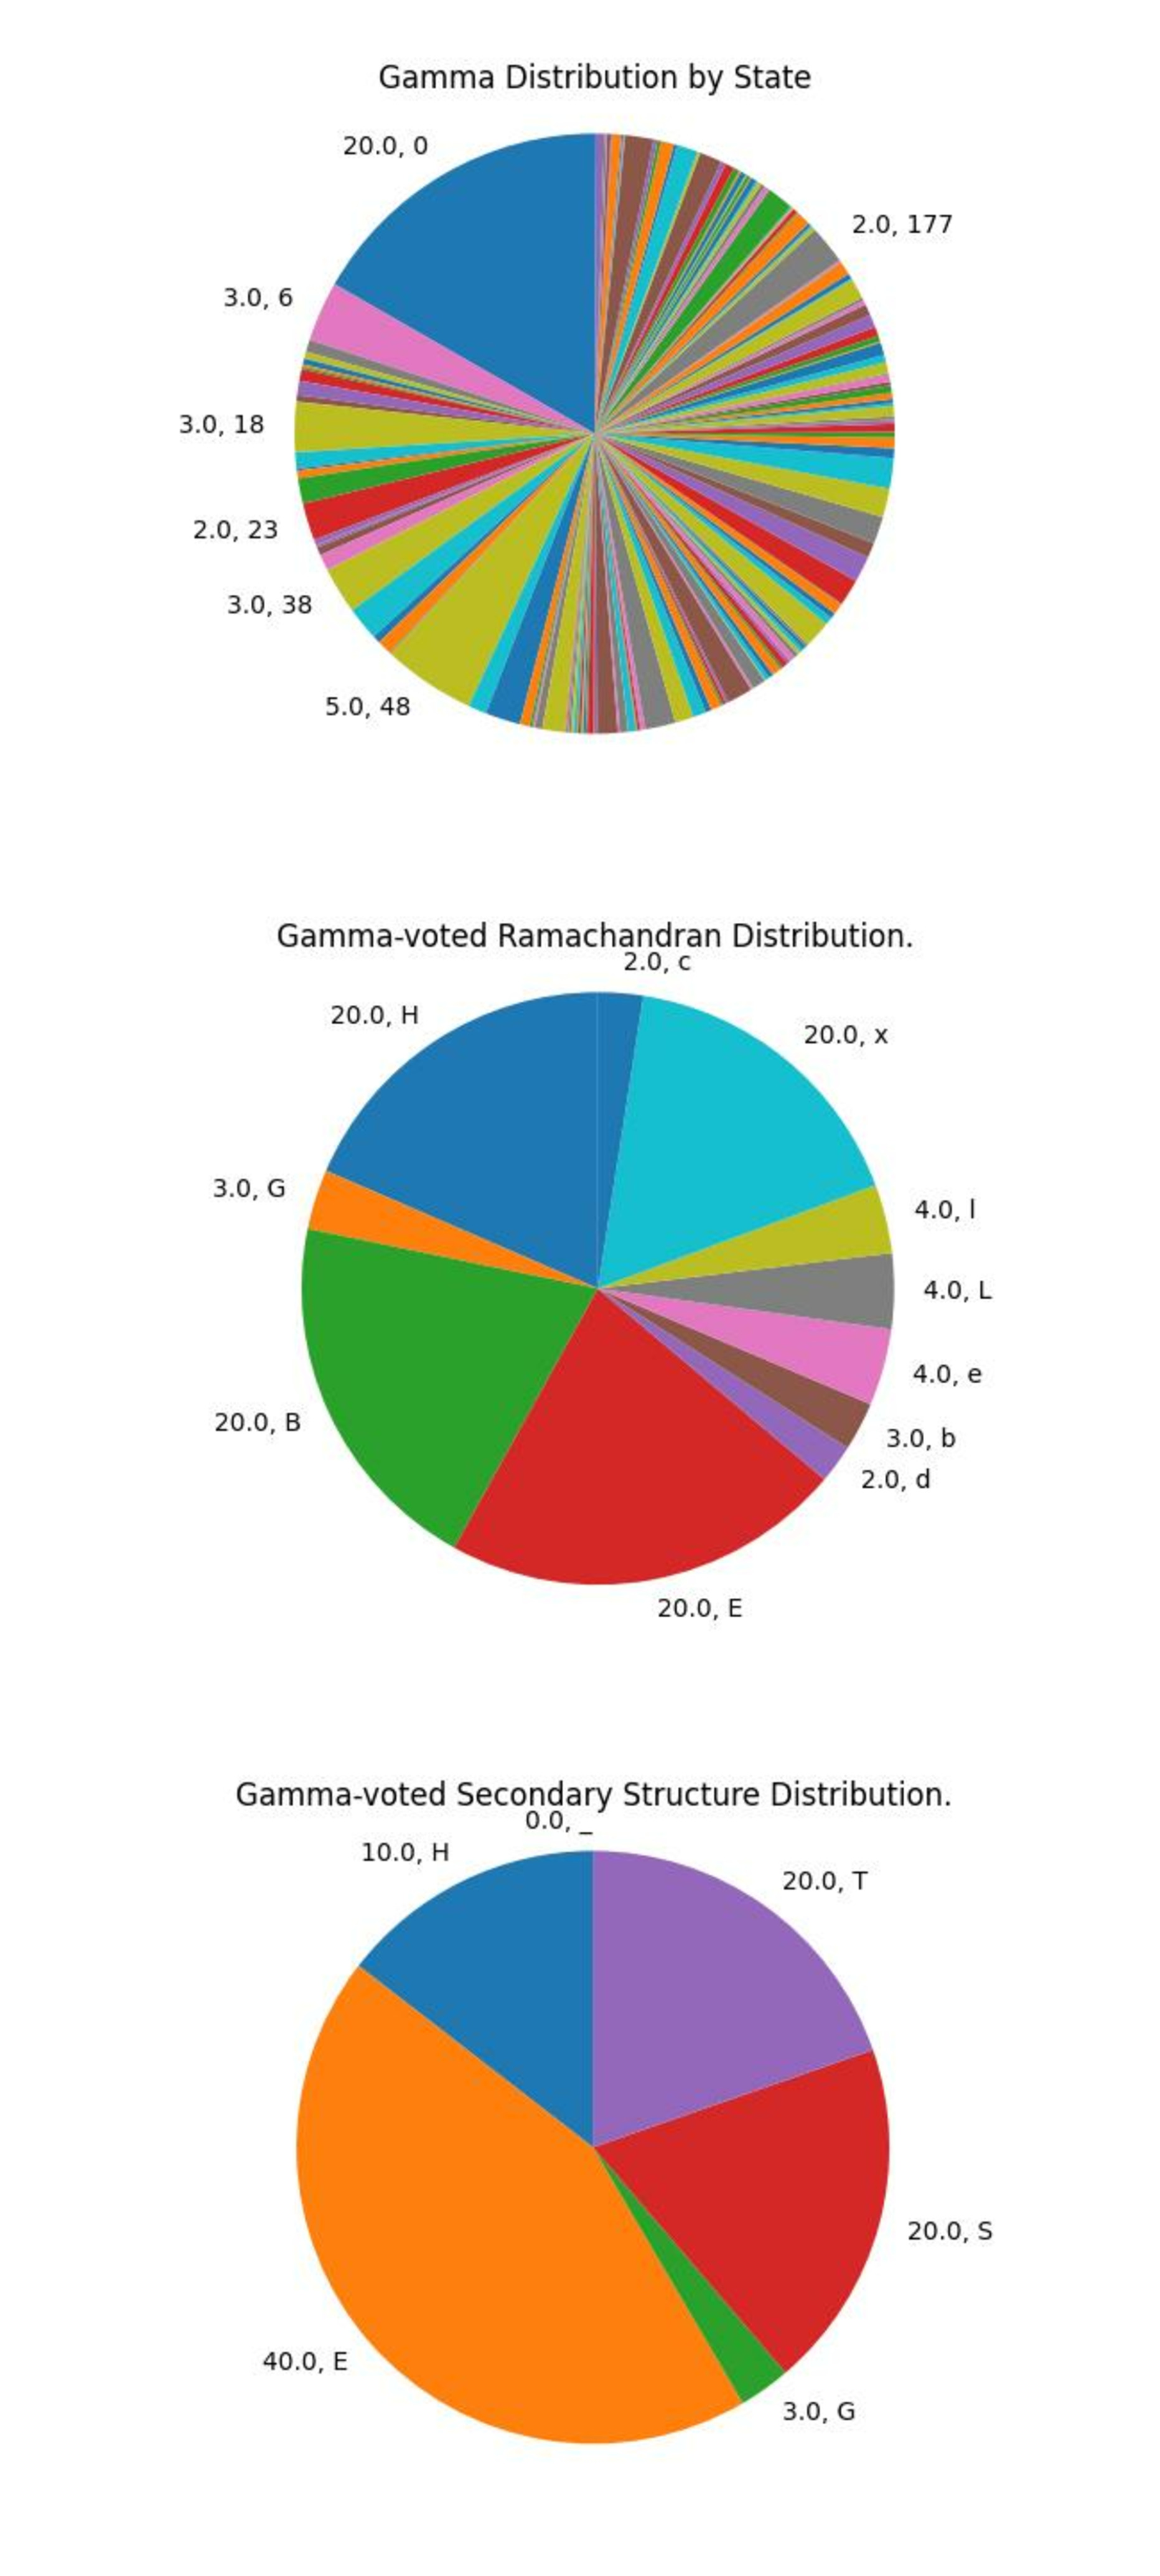 Gamma Distribution by State
20.0, 0
2.0, 177
3.0, 6
3.0, 18
2.0, 23
3.0, 38
5.0, 48
Gamma-voted Ramachandran Distribution.
2.0, c
20.0, H
20.0, x
3.0, G
4.0, l
4.0, L
4.0, e
20.0, B
3.0, b
2.0, d
20.0, E
Gamma-voted Secondary Structure Distribution.
0.0, _
10.0, H
20.0, T
20.0, S
40.0, E
3.0, G